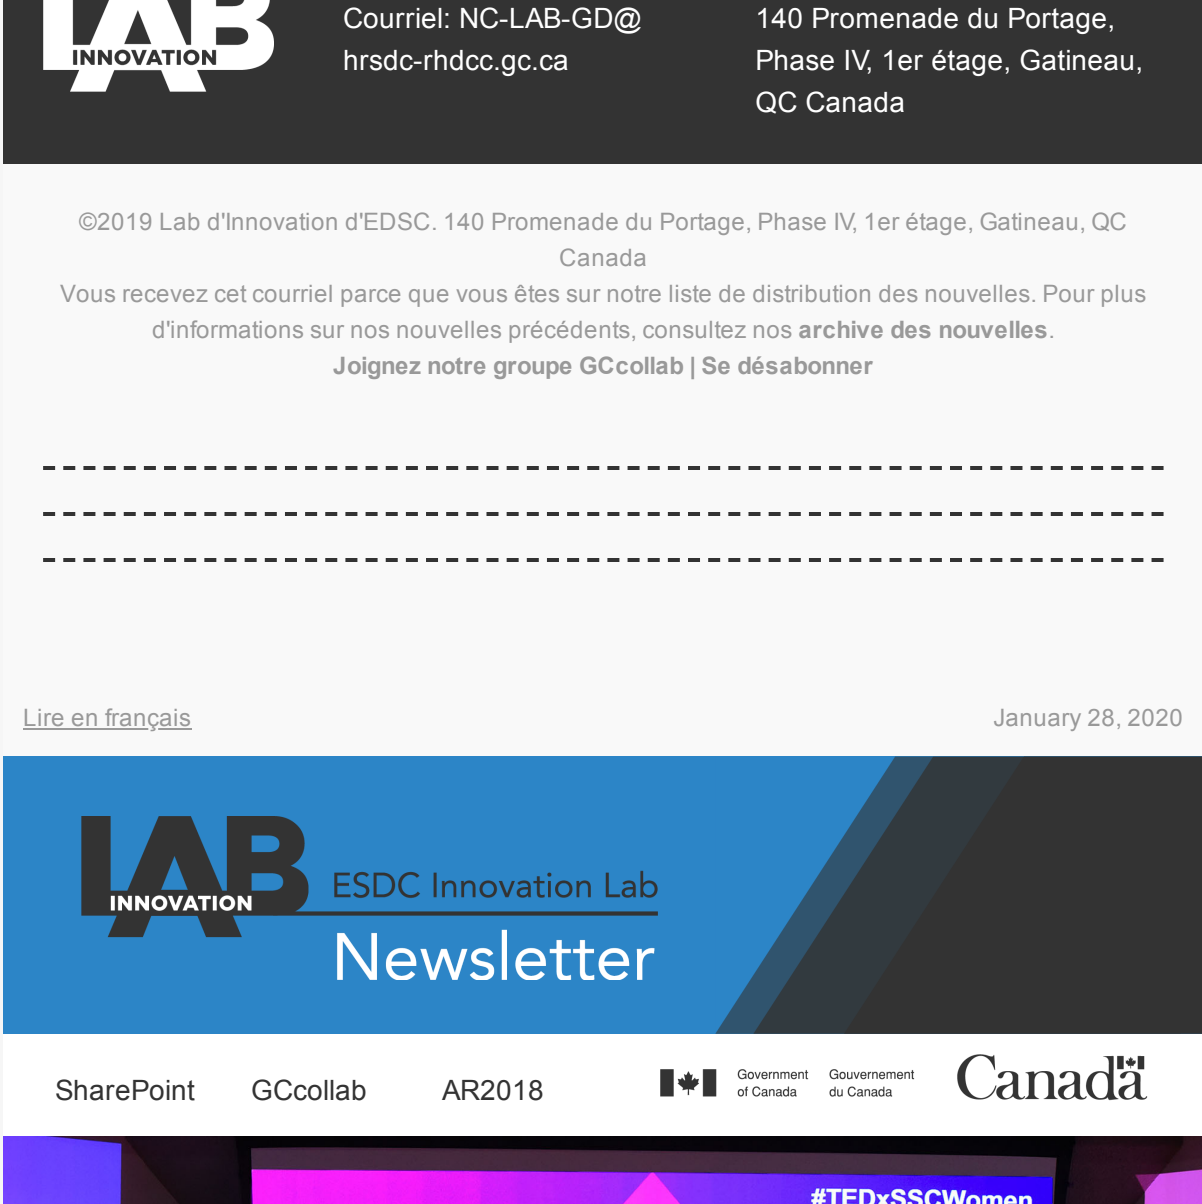 LAB
INNOVATION
Courriel: NC-LAB-GD@
hrsdc-rhdcc.gc.ca
140 Promenade du Portage,
Phase IV, 1er étage, Gatineau,
QC Canada
©2019 Lab d'Innovation d'EDSC. 140 Promenade du Portage, Phase IV, 1er étage, Gatineau, QC
Canada
Vous recevez cet courriel parce que vous êtes sur notre liste de distribution des nouvelles. Pour plus
d'informations sur nos nouvelles précédents, consultez nos archive des nouvelles.
Joignez notre groupe GCcollab | Se désabonner
Lire en français
January 28, 2020
LAB
INNOVATION
ESDC Innovation Lab
Newsletter
SharePoint
GCcollab
AR2018
Government
of Canada
Gouvernement
du Canada
Canada
#TEDxSSCWomen